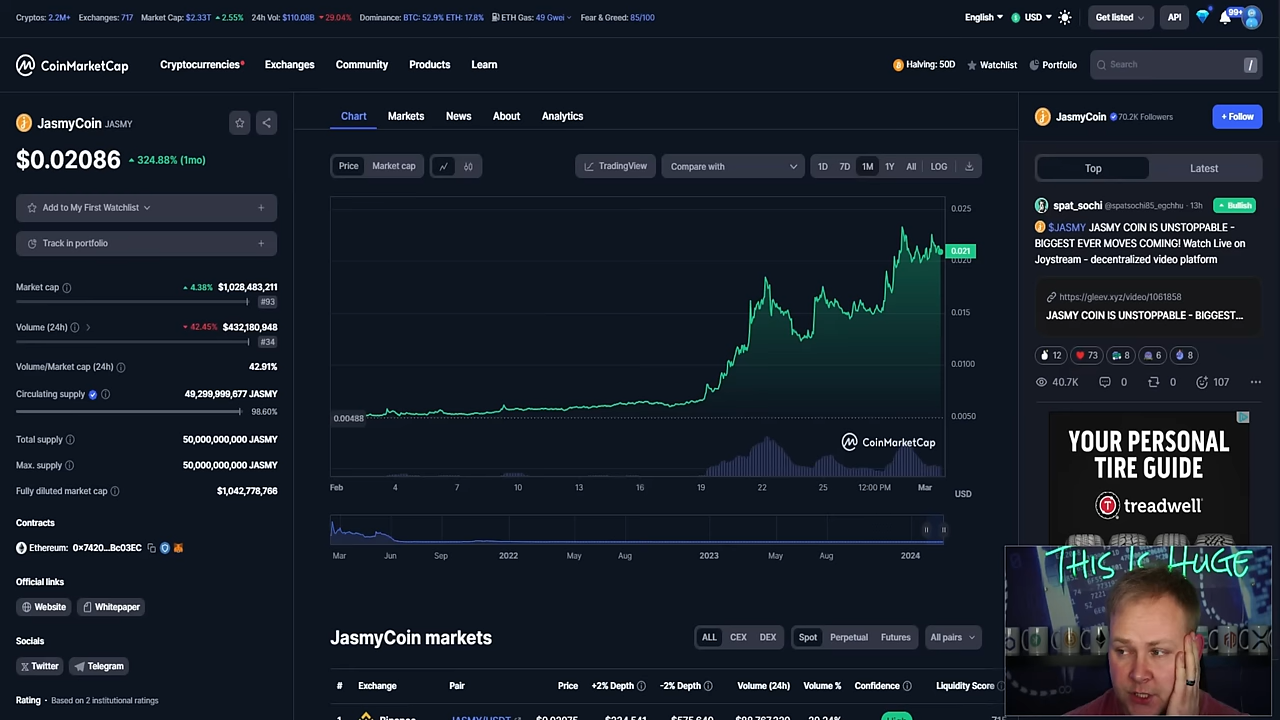 Cryptos: 2.2M+ Exchanges: 717 Market Cap: $2.33T 2.55% 24h Vol: $110.08B 29.04% Dominance: BTC: 52.9% ETH: 17.8% ETH Gas: 49 Gwei Fear & Greed: 85/100
English USD Get listed API 99+
CoinMarketCap Cryptocurrencies Exchanges Community Products Learn
Halving: 50D Watchlist Portfolio Search /
JasmyCoin JASMY
$0.02086 324.88% (1mo)
Add to My First Watchlist +
Track in portfolio +
Market cap 4.38% $1,028,483,211
#93
Volume (24h) 42.45% $432,180,948
#34
Volume/Market cap (24h) 42.91%
Circulating supply 49,299,999,677 JASMY
98.60%
Total supply 50,000,000,000 JASMY
Max. supply 50,000,000,000 JASMY
Fully diluted market cap $1,042,778,766
Contracts
Ethereum: 0x7420...Bc03EC
Official links
Website Whitepaper
Socials
Twitter Telegram
Rating · Based on 2 institutional ratings
Chart Markets News About Analytics
Price Market cap TradingView Compare with 1D 7D 1M 1Y All LOG
0.025
0.021
0.020
0.015
0.0100
0.0050
0.00488
CoinMarketCap
Feb 4 7 10 13 16 19 22 25 12:00 PM Mar USD
Mar Jun Sep 2022 May Aug 2023 May Aug 2024
JasmyCoin markets ALL CEX DEX Spot Perpetual Futures All pairs
# Exchange Pair Price +2% Depth -2% Depth Volume (24h) Volume % Confidence Liquidity Score
JasmyCoin 70.2K Followers + Follow
Top Latest
spat_sochi @spatsochi85_egchhu · 13h Bullish
$JASMY JASMY COIN IS UNSTOPPABLE -
BIGGEST EVER MOVES COMING! Watch Live on
Joystream - decentralized video platform
https://gleev.xyz/video/1061858
JASMY COIN IS UNSTOPPABLE - BIGGEST...
12 73 8 6 8
40.7K 0 0 107 ...
YOUR PERSONAL
TIRE GUIDE
treadwell
THIS IS HUGE